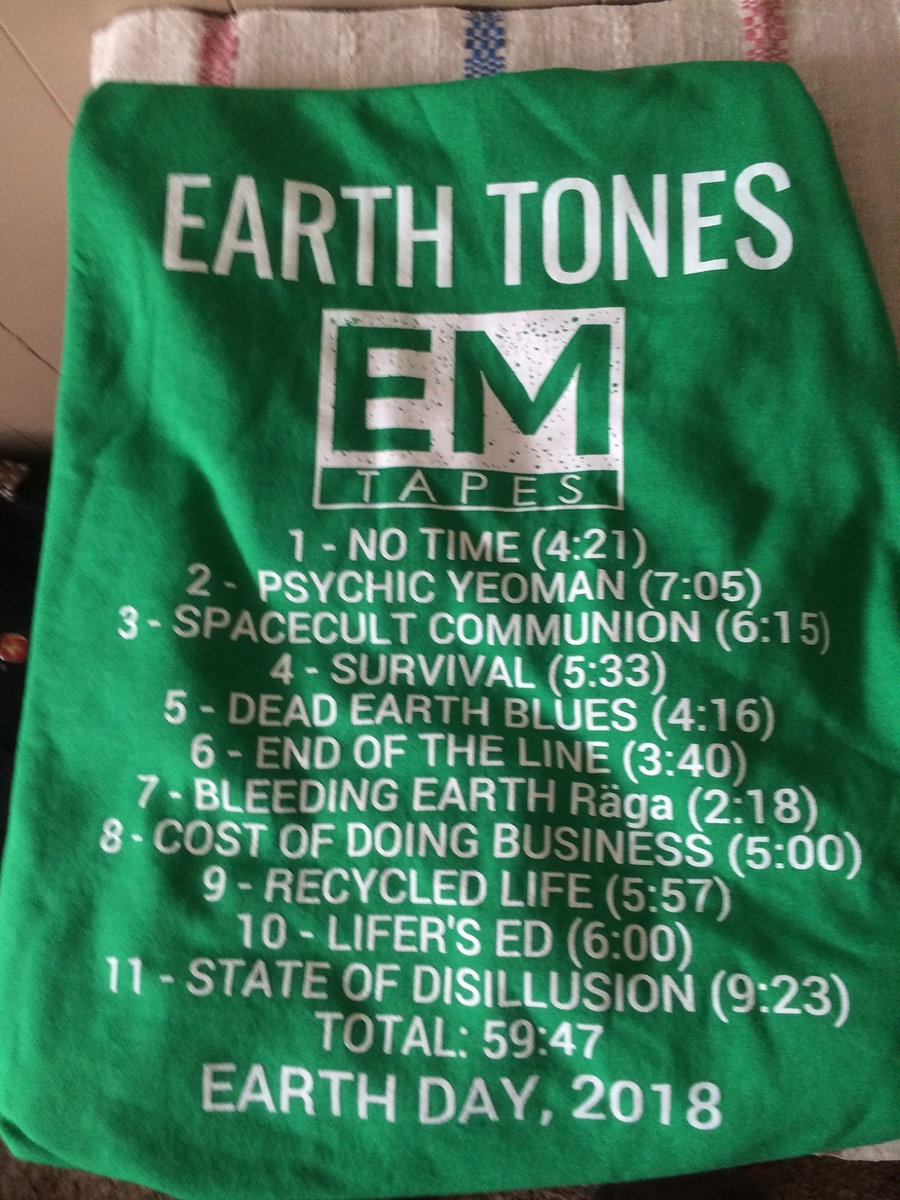 EARTH TONES
EM
TAPES
1 - NO TIME (4:21)
2 - PSYCHIC YEOMAN (7:05)
3 - SPACECULT COMMUNION (6:15)
4 - SURVIVAL (5:33)
5 - DEAD EARTH BLUES (4:16)
6 - END OF THE LINE (3:40)
7 - BLEEDING EARTH Räga (2:18)
8 - COST OF DOING BUSINESS (5:00)
9 - RECYCLED LIFE (5:57)
10 - LIFER'S ED (6:00)
11 - STATE OF DISILLUSION (9:23)
TOTAL: 59:47
EARTH DAY, 2018